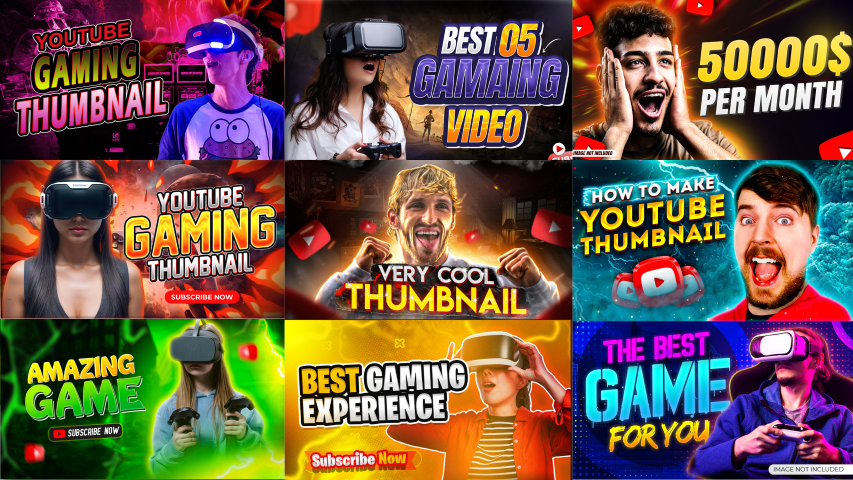 YOUTUBE
GAMING
THUMBNAIL
BEST 05
GAMAING
VIDEO
50000$
PER MONTH
IMAGE NOT INCLUDED
YOUTUBE
GAMING
THUMBNAIL
SUBSCRIBE NOW
VERY COOL
THUMBNAIL
HOW TO MAKE
YOUTUBE
THUMBNAIL
AMAZING
GAME
SUBSCRIBE NOW
BEST GAMING
EXPERIENCE
Subscribe Now
THE BEST
GAME
FOR YOU
IMAGE NOT INCLUDED